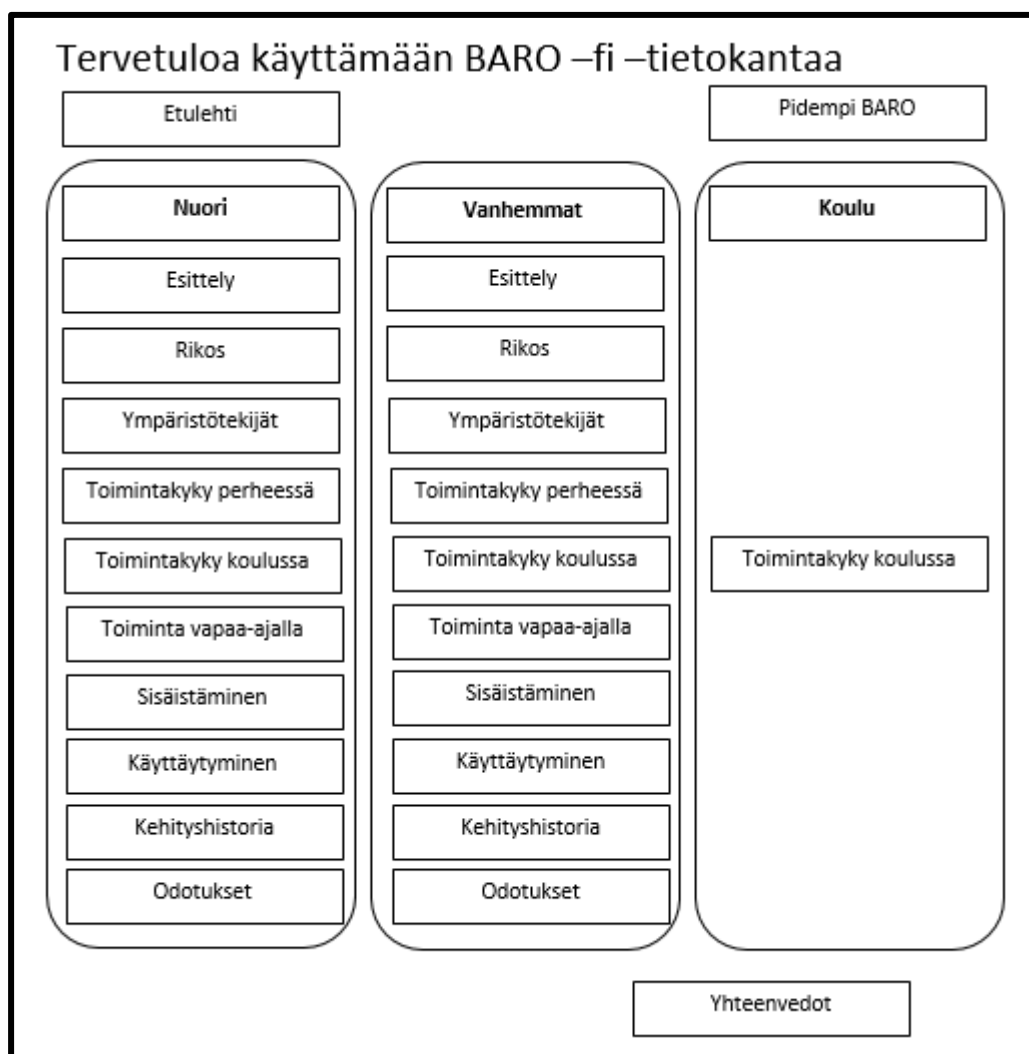 Tervetuloa käyttämään BARO –fi –tietokantaa
Etulehti
Pidempi BARO
Nuori
Esittely
Rikos
Ympäristötekijät
Toimintakyky perheessä
Toimintakyky koulussa
Toiminta vapaa-ajalla
Sisäistäminen
Käyttäytyminen
Kehityshistoria
Odotukset
Vanhemmat
Esittely
Rikos
Ympäristötekijät
Toimintakyky perheessä
Toimintakyky koulussa
Toiminta vapaa-ajalla
Sisäistäminen
Käyttäytyminen
Kehityshistoria
Odotukset
Koulu
Toimintakyky koulussa
Yhteenvedot